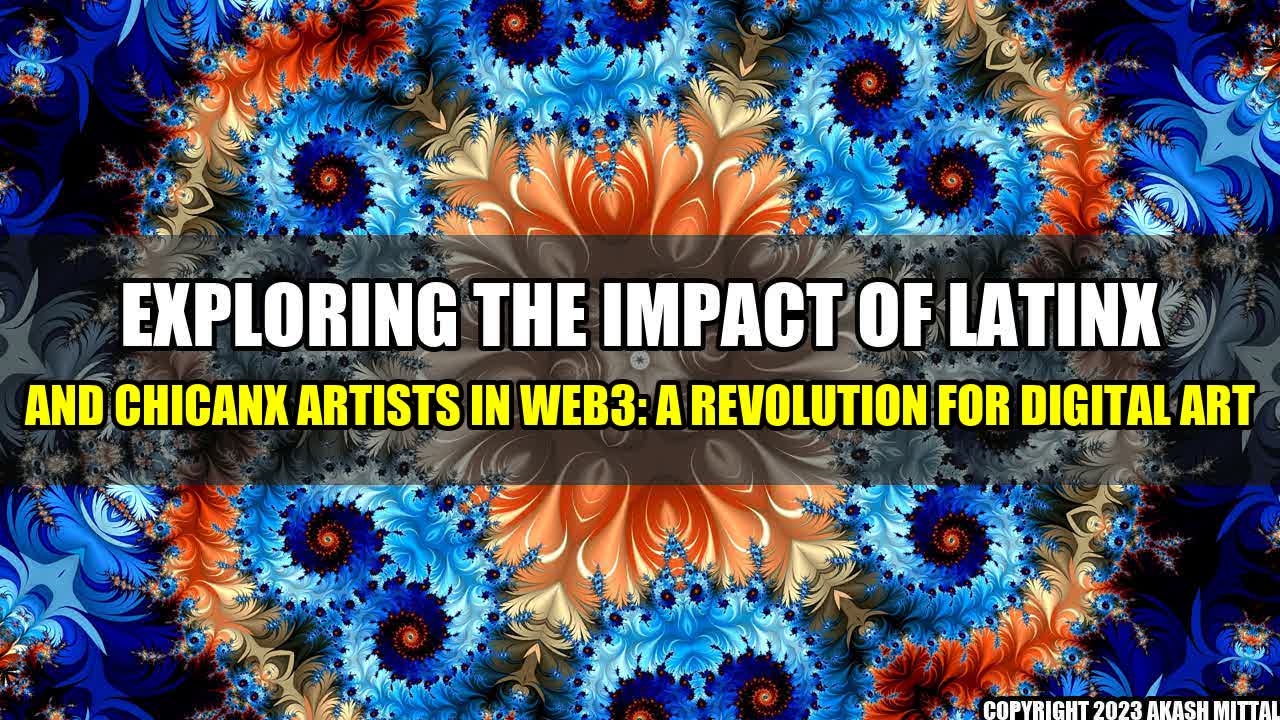 EXPLORING THE IMPACT OF LATINX
AND CHICANX ARTISTS IN WEB3: A REVOLUTION FOR DIGITAL ART
COPYRIGHT 2023 AKASH MITTAL